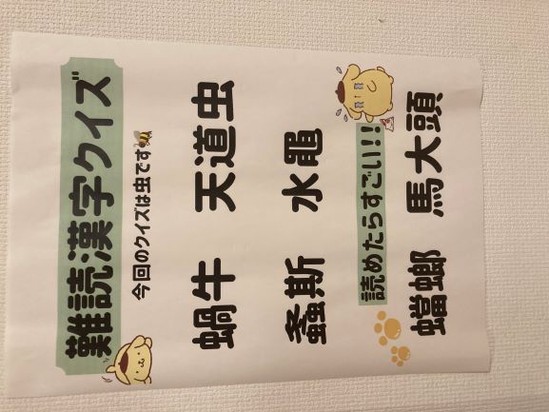 難読漢字クイズ
今回のクイズは虫です
蝸牛 天道虫
螽斯 水黽
読めたらすごい!!
蟷螂 馬大頭